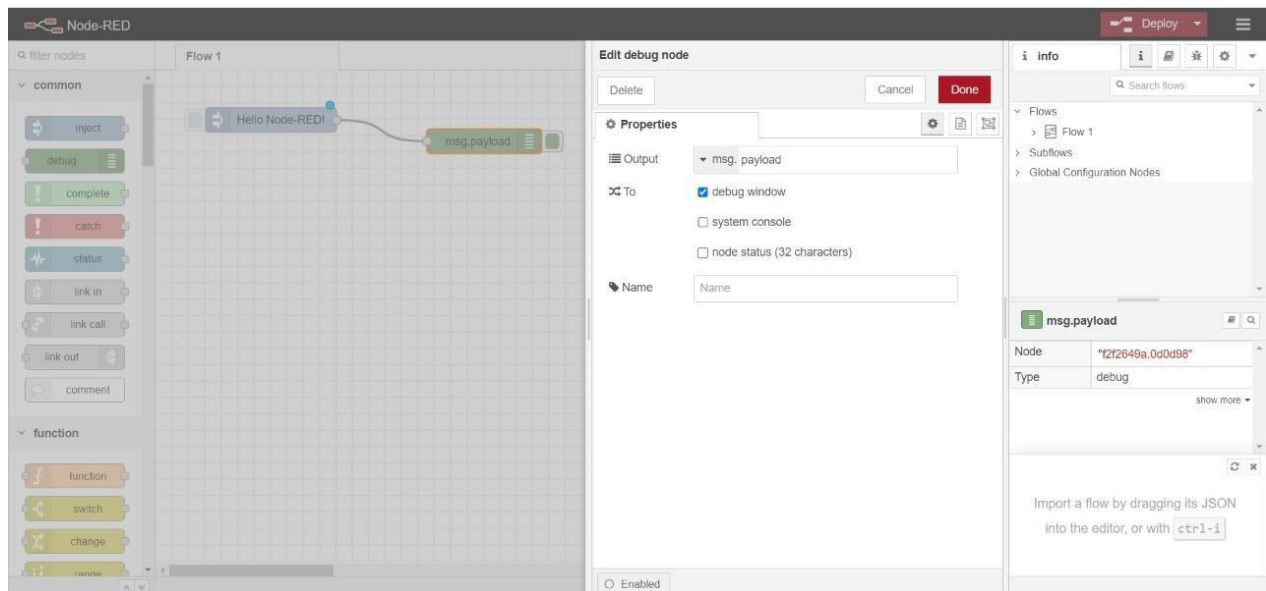 Node-RED
Deploy
filter nodes
Flow 1
common
inject
debug
complete
catch
status
link in
link call
link out
comment
function
function
switch
change
range
Hello Node-RED!
msg.payload
Edit debug node
Delete
Cancel
Done
Properties
Output
msg. payload
To
debug window
system console
node status (32 characters)
Name
Name
Enabled
i info
i
Search flows
Flows
Flow 1
Subflows
Global Configuration Nodes
msg.payload
Node
"f2f2649a.0d0d98"
Type
debug
show more
Import a flow by dragging its JSON
into the editor, or with ctrl-i